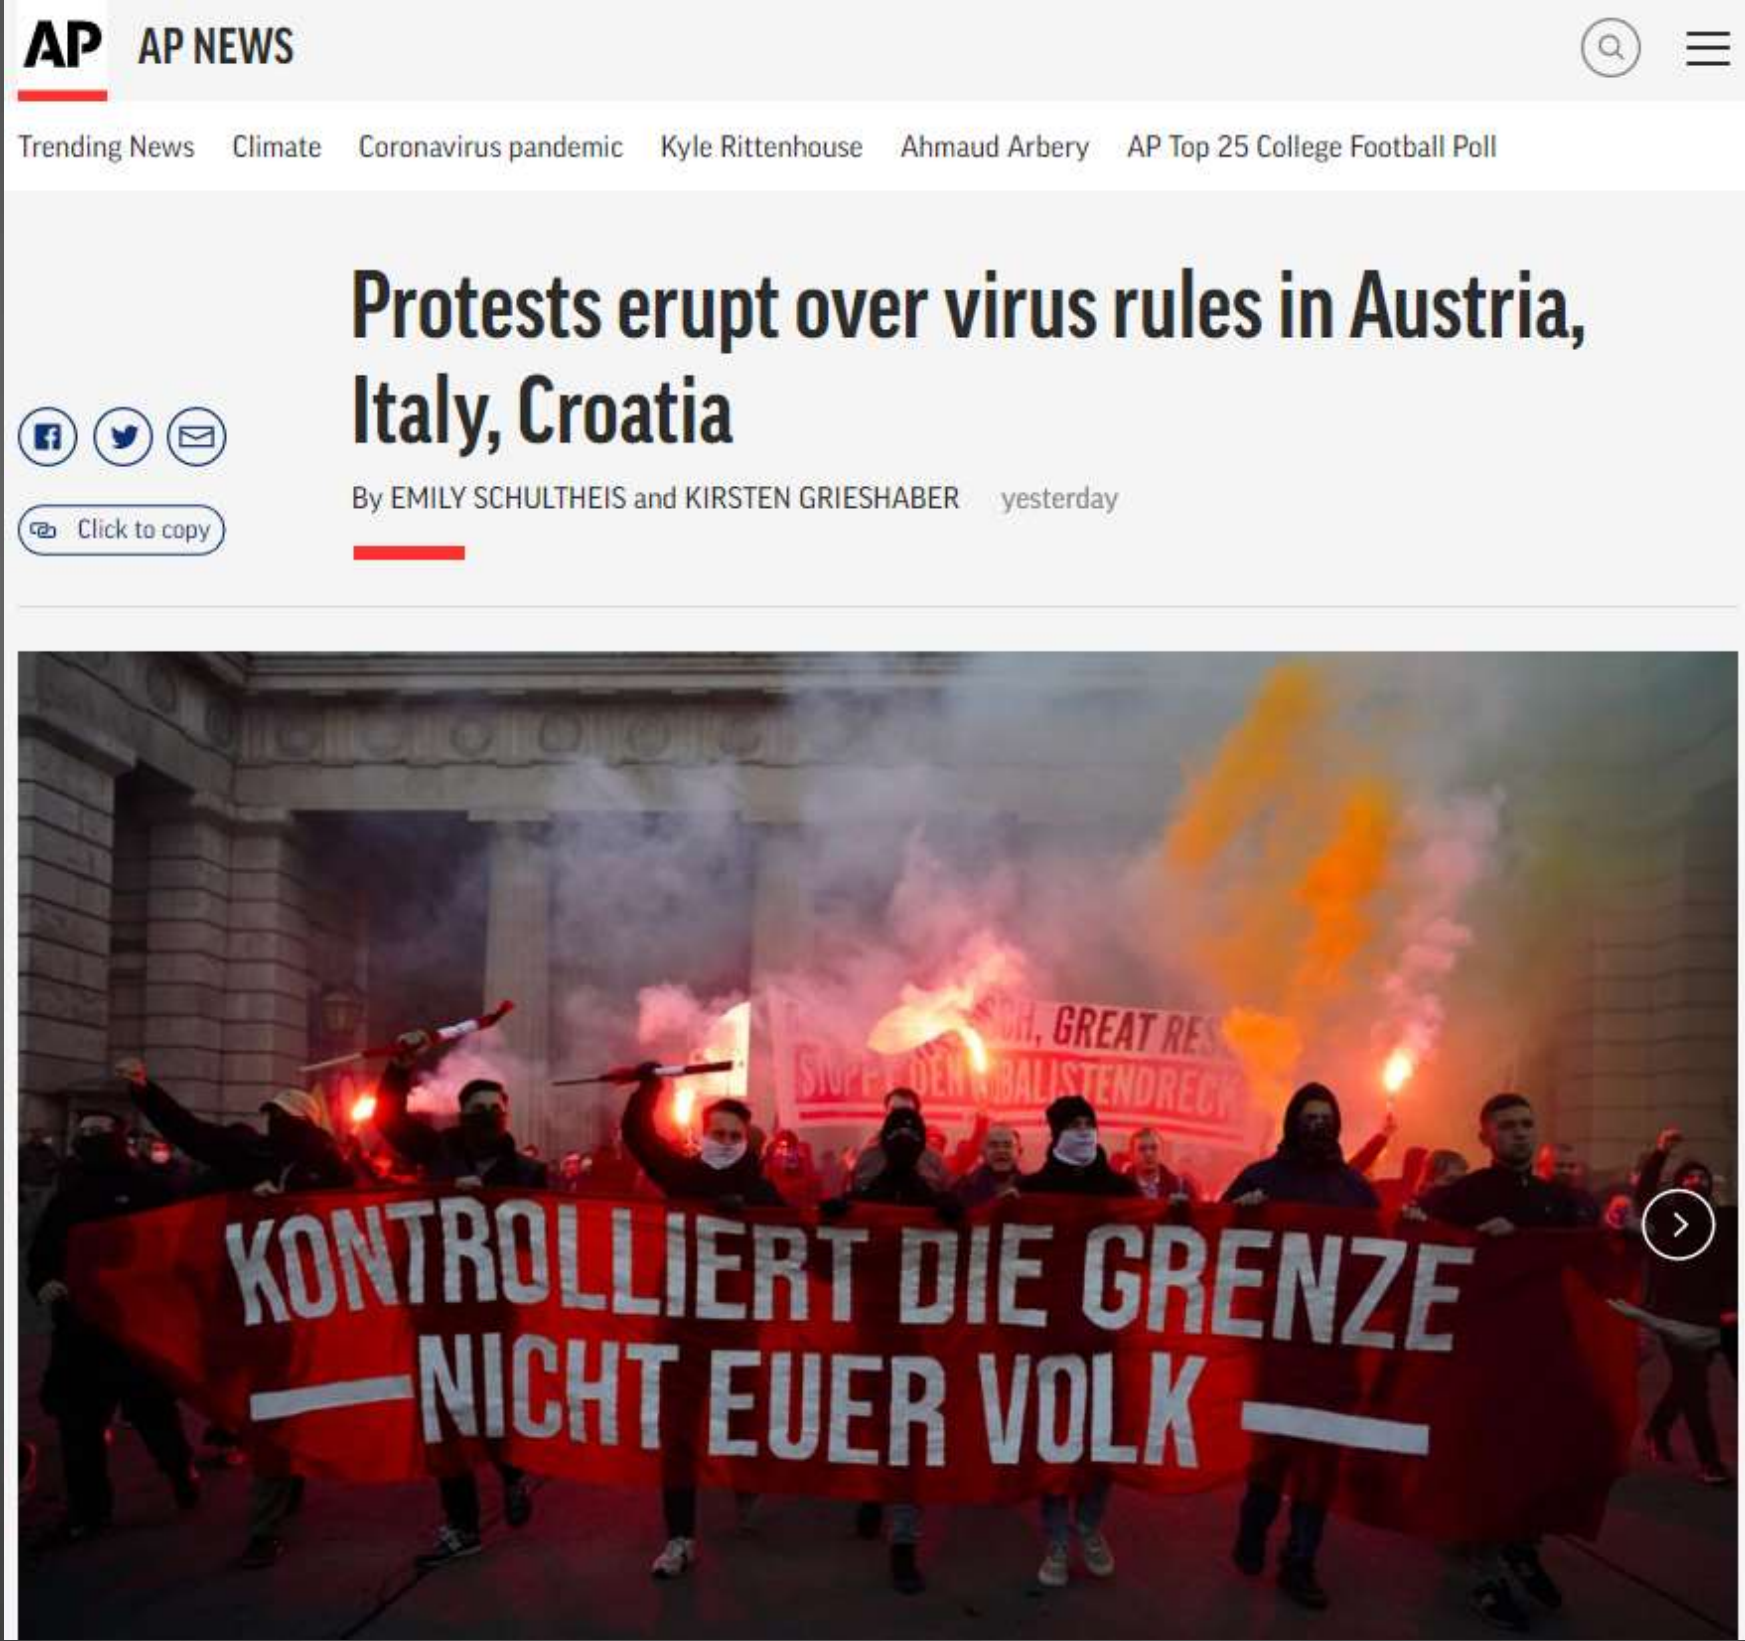 AP AP NEWS
Trending News Climate Coronavirus pandemic Kyle Rittenhouse Ahmaud Arbery AP Top 25 College Football Poll
Protests erupt over virus rules in Austria,
Italy, Croatia
By EMILY SCHULTHEIS and KIRSTEN GRIESHABER yesterday
Click to copy
GREAT
KONTROLLIERT DIE GRENZE
NICHT EUER VOLK